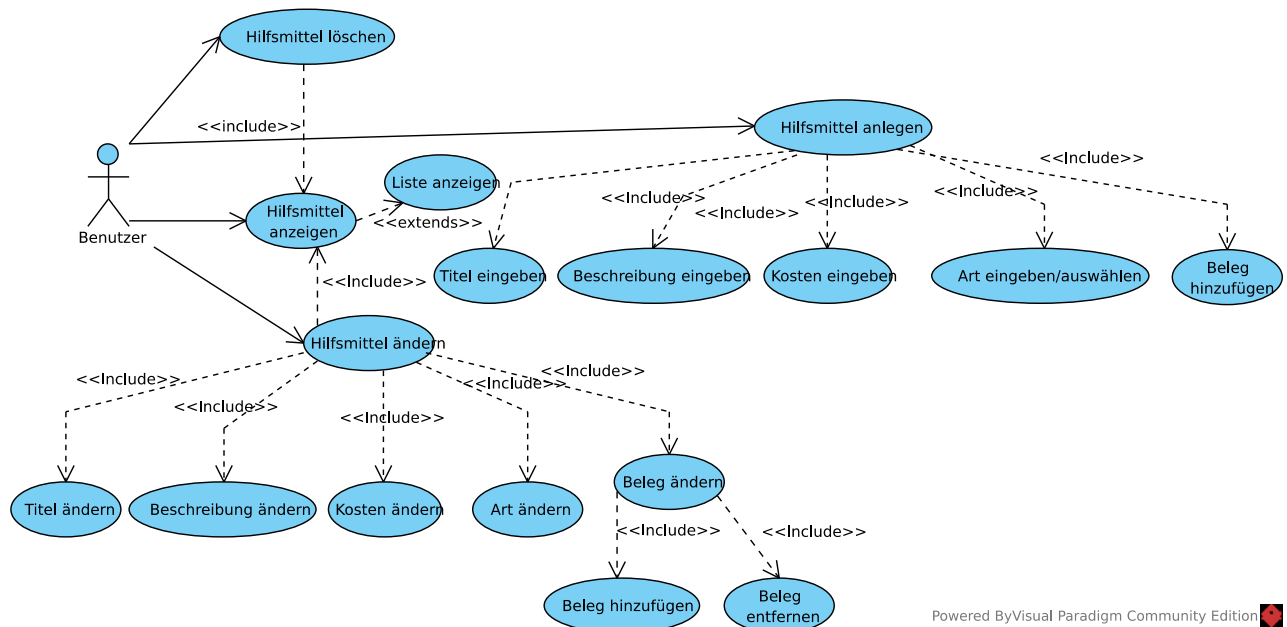 Hilfsmittel löschen
<<include>>
Hilfsmittel anlegen
<<Include>>
Benutzer
Liste anzeigen
Hilfsmittel
anzeigen
<<extends>>
<<Include>>
<<Include>>
<<Include>>
<<Include>>
Titel eingeben
Beschreibung eingeben
Kosten eingeben
Art eingeben/auswählen
Beleg
hinzufügen
<<Include>>
Hilfsmittel ändern
<<Include>>
<<Include>>
<<Include>>
<<Include>>
<<Include>>
Titel ändern
Beschreibung ändern
Kosten ändern
Art ändern
Beleg ändern
<<Include>>
<<Include>>
Beleg hinzufügen
Beleg
entfernen
Powered ByVisual Paradigm Community Edition